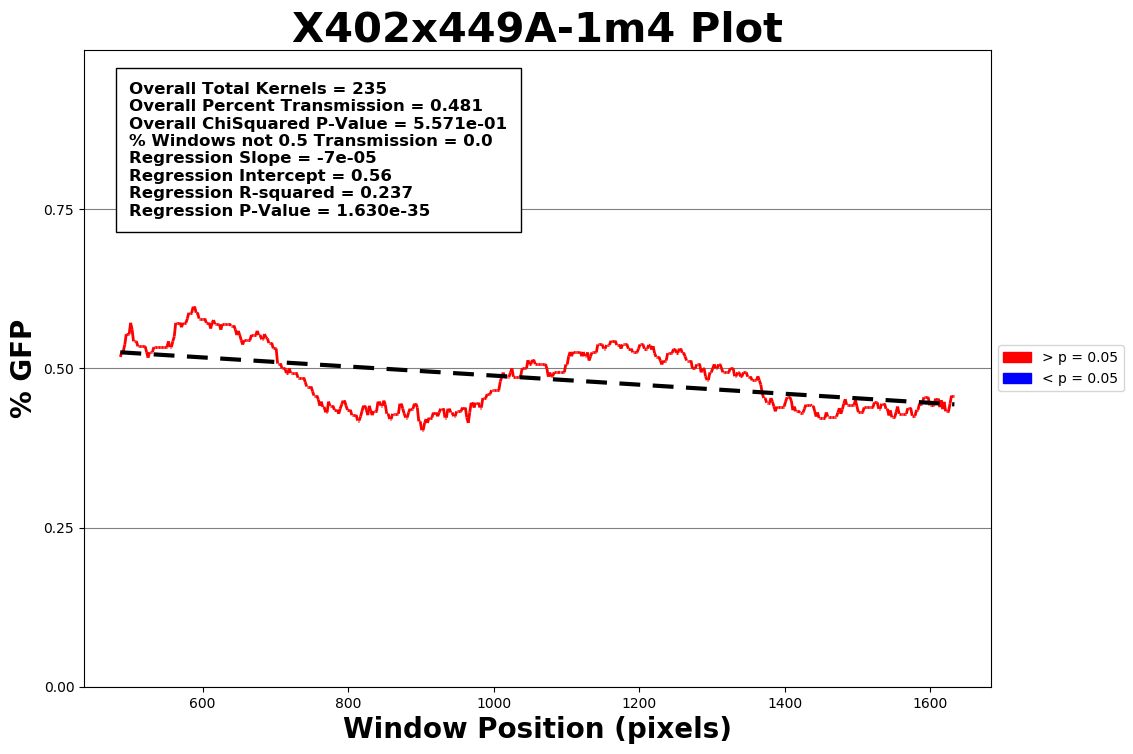 X402x449A-1m4 Plot
Overall Total Kernels = 235
Overall Percent Transmission = 0.481
Overall ChiSquared P-Value = 5.571e-01
% Windows not 0.5 Transmission = 0.0
Regression Slope = -7e-05
Regression Intercept = 0.56
Regression R-squared = 0.237
Regression P-Value = 1.630e-35
0.75
0.50
0.25
0.00
% GFP
> p = 0.05
< p = 0.05
600 800 1000 1200 1400 1600
Window Position (pixels)